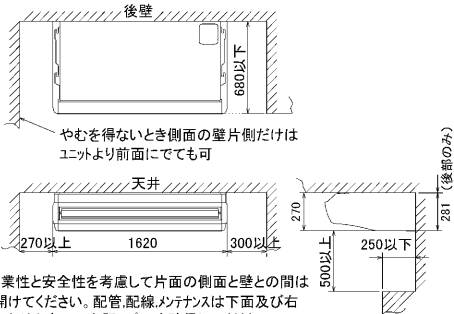 後壁
680以下
やむを得ないとき側面の壁片側だけは
ユニットより前面にでても可
天井
270以上
1620
300以上
270
281
(後部のみ)
500以上
250以下
業性と安全性を考慮して片面の側面と壁との間は
開けてください。配管,配線,メンテナンスは下面及び右